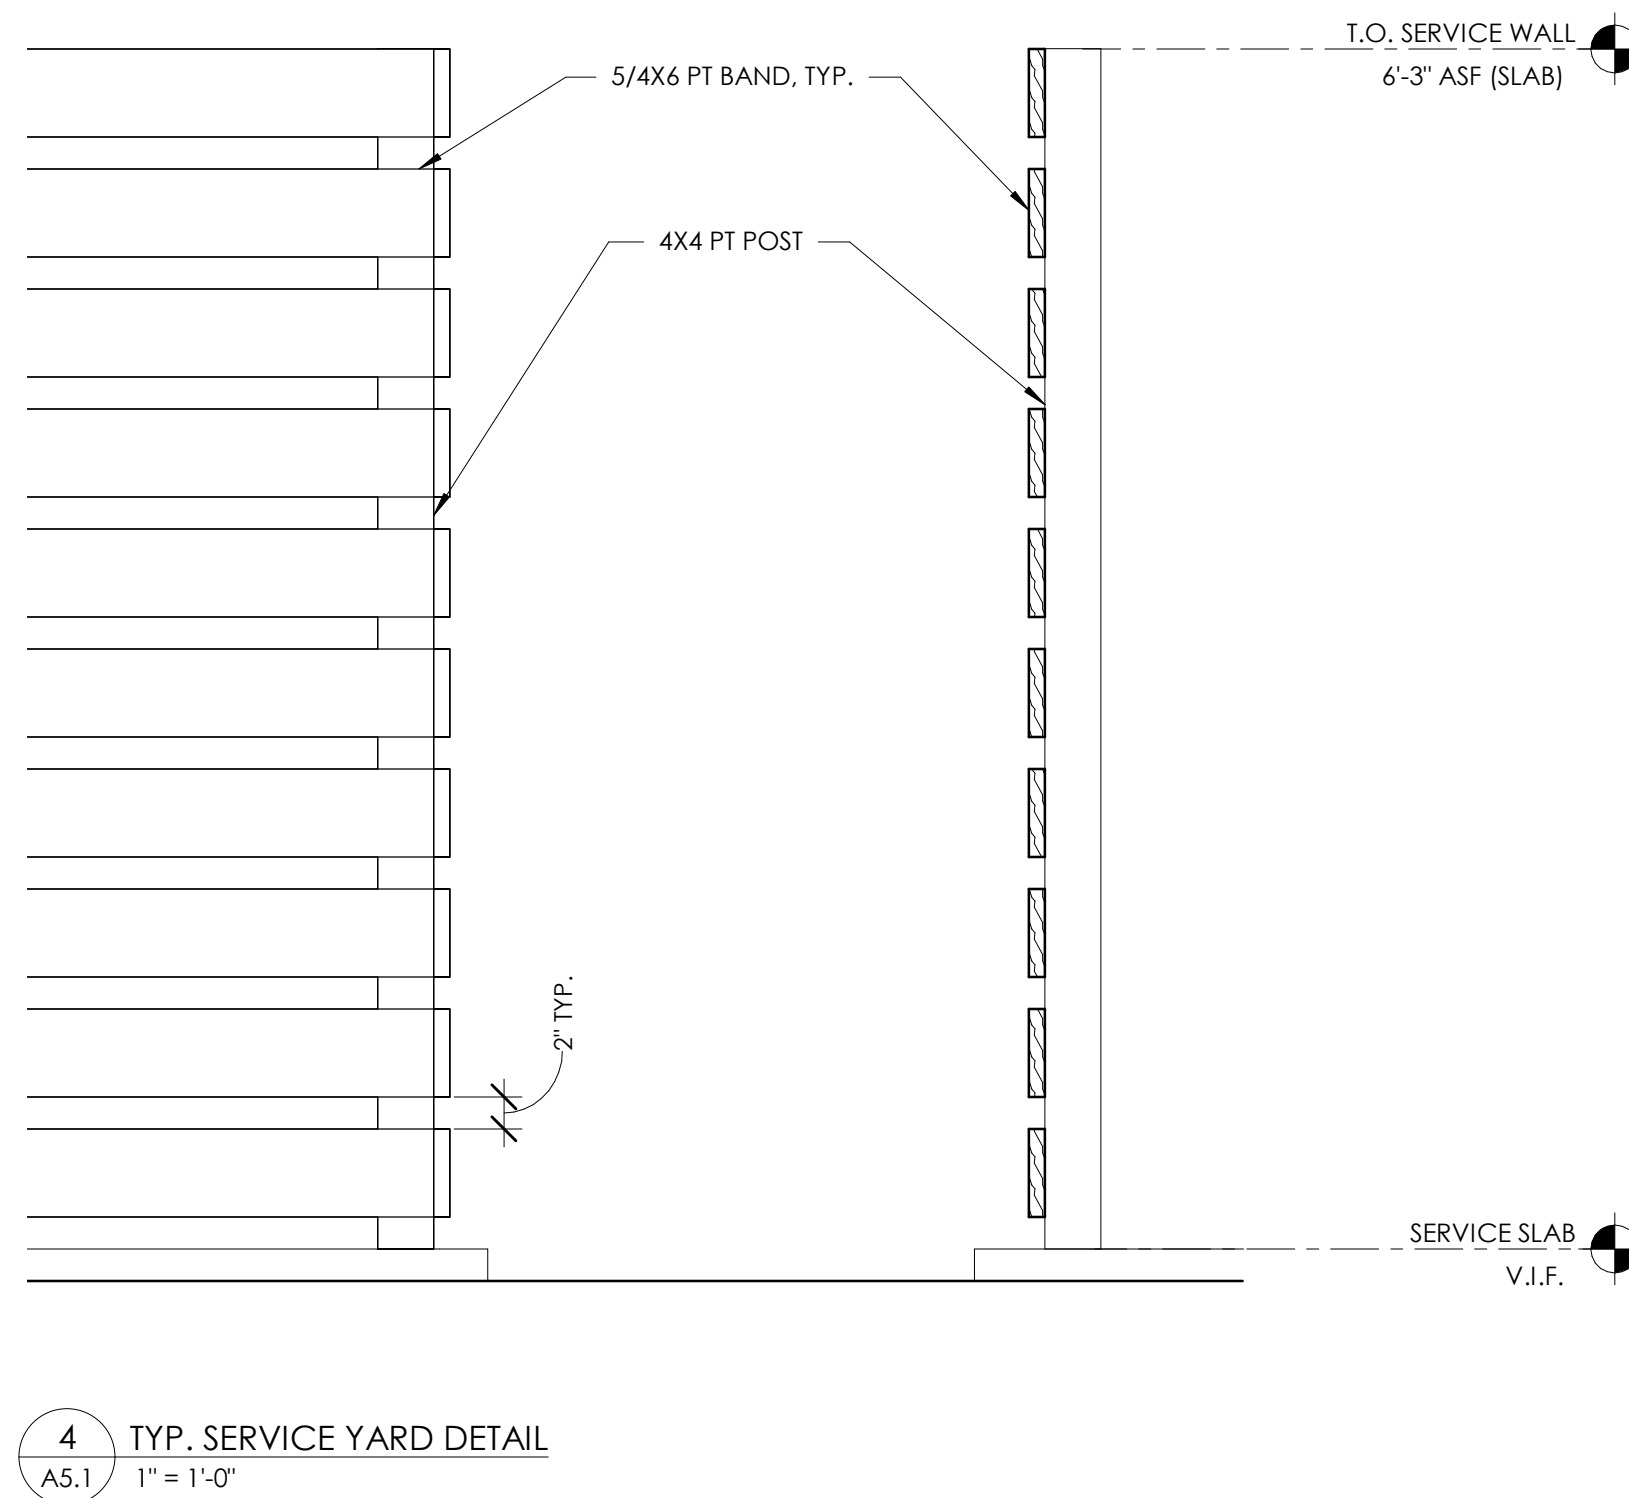 T.O. SERVICE WALL
6'-3" ASF (SLAB)
5/4X6 PT BAND, TYP.
4X4 PT POST
2" TYP.
SERVICE SLAB
V.I.F.
4
A5.1
TYP. SERVICE YARD DETAIL
1" = 1'-0"